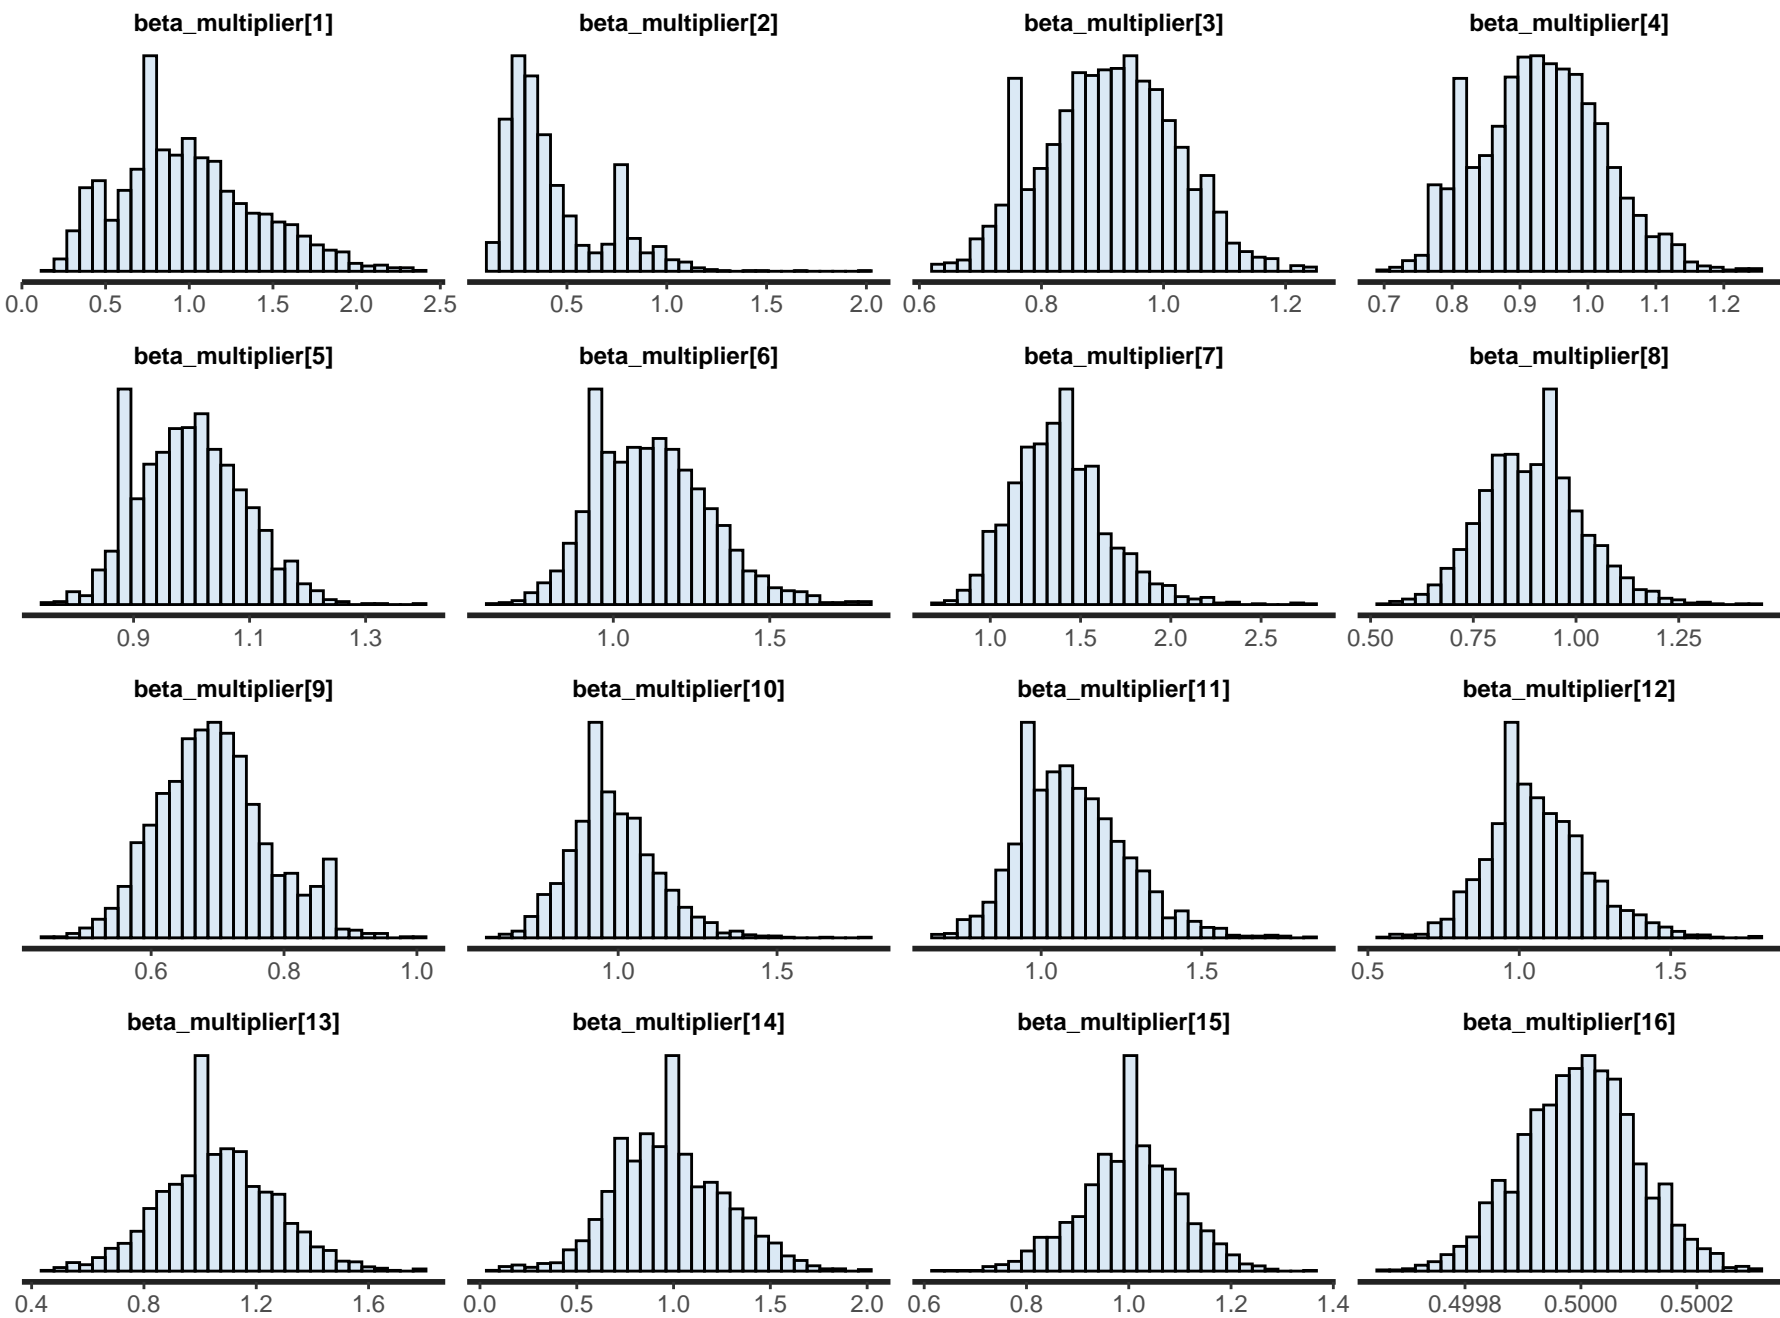 beta_multiplier[1] beta_multiplier[2] beta_multiplier[3] beta_multiplier[4]
0.0 0.5 1.0 1.5 2.0 2.5 0.5 1.0 1.5 2.0 0.6 0.8 1.0 1.2 0.7 0.8 0.9 1.0 1.1 1.2
beta_multiplier[5] beta_multiplier[6] beta_multiplier[7] beta_multiplier[8]
0.9 1.1 1.3 1.0 1.5 1.0 1.5 2.0 2.5 0.50 0.75 1.00 1.25
beta_multiplier[9] beta_multiplier[10] beta_multiplier[11] beta_multiplier[12]
0.6 0.8 1.0 1.0 1.5 1.0 1.5 0.5 1.0 1.5
beta_multiplier[13] beta_multiplier[14] beta_multiplier[15] beta_multiplier[16]
0.4 0.8 1.2 1.6 0.0 0.5 1.0 1.5 2.0 0.6 0.8 1.0 1.2 1.4 0.4998 0.5000 0.5002